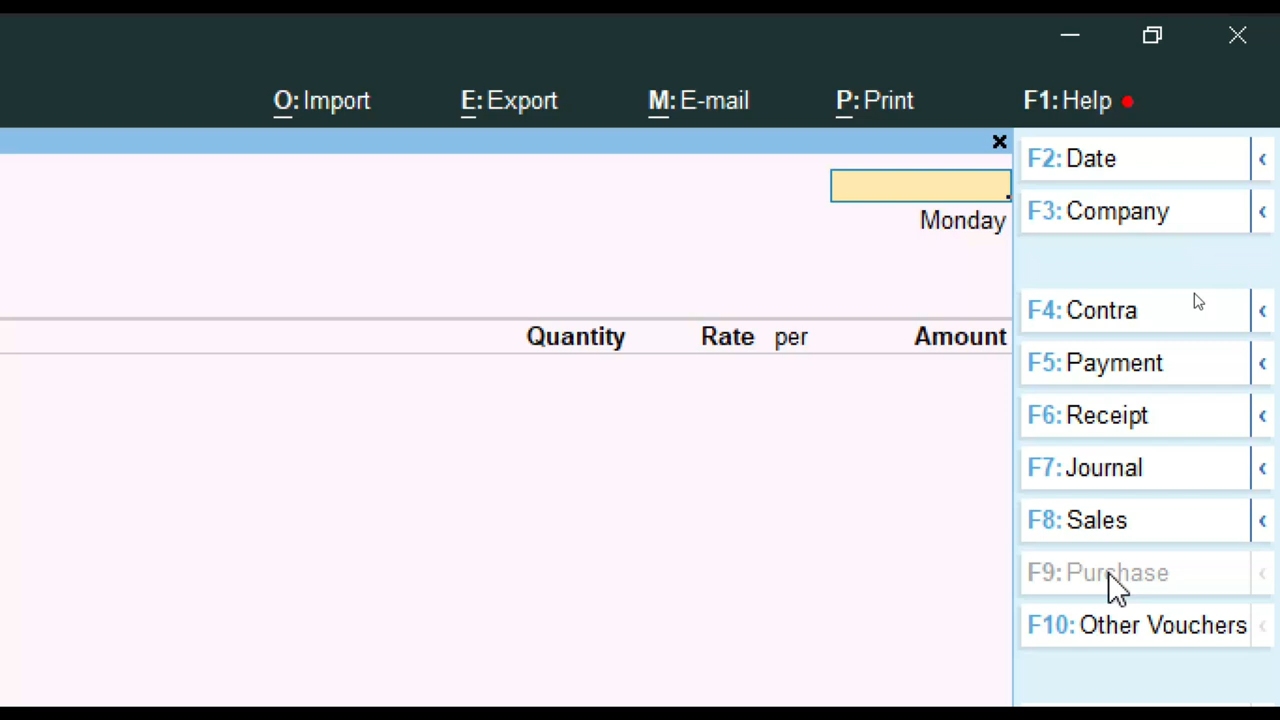 O: Import E: Export M: E-mail P: Print F1: Help
F2: Date
F3: Company
Monday
F4: Contra
Quantity Rate per Amount
F5: Payment
F6: Receipt
F7: Journal
F8: Sales
F9: Purchase
F10: Other Vouchers